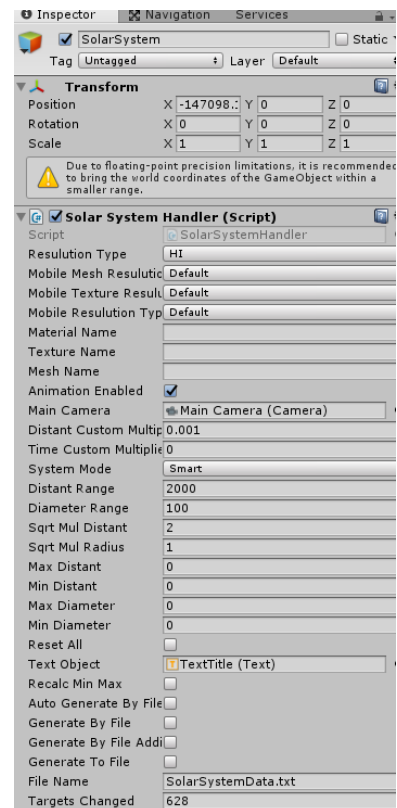 Inspector Navigation Services
SolarSystem Static
Tag Untagged Layer Default
Transform
Position X -147098.: Y 0 Z 0
Rotation X 0 Y 0 Z 0
Scale X 1 Y 1 Z 1
Due to floating-point precision limitations, it is recommended
to bring the world coordinates of the GameObject within a
smaller range.
Solar System Handler (Script)
Script SolarSystemHandler
Resulution Type HI
Mobile Mesh Resulutic Default
Mobile Texture Resulu Default
Mobile Resulution Typ Default
Material Name
Texture Name
Mesh Name
Animation Enabled
Main Camera Main Camera (Camera)
Distant Custom Multip 0.001
Time Custom Multiplie 0
System Mode Smart
Distant Range 2000
Diameter Range 100
Sqrt Mul Distant 2
Sqrt Mul Radius 1
Max Distant 0
Min Distant 0
Max Diameter 0
Min Diameter 0
Reset All
Text Object TextTitle (Text)
Recalc Min Max
Auto Generate By File
Generate By File
Generate By File Addi
Generate To File
File Name SolarSystemData.txt
Targets Changed 628